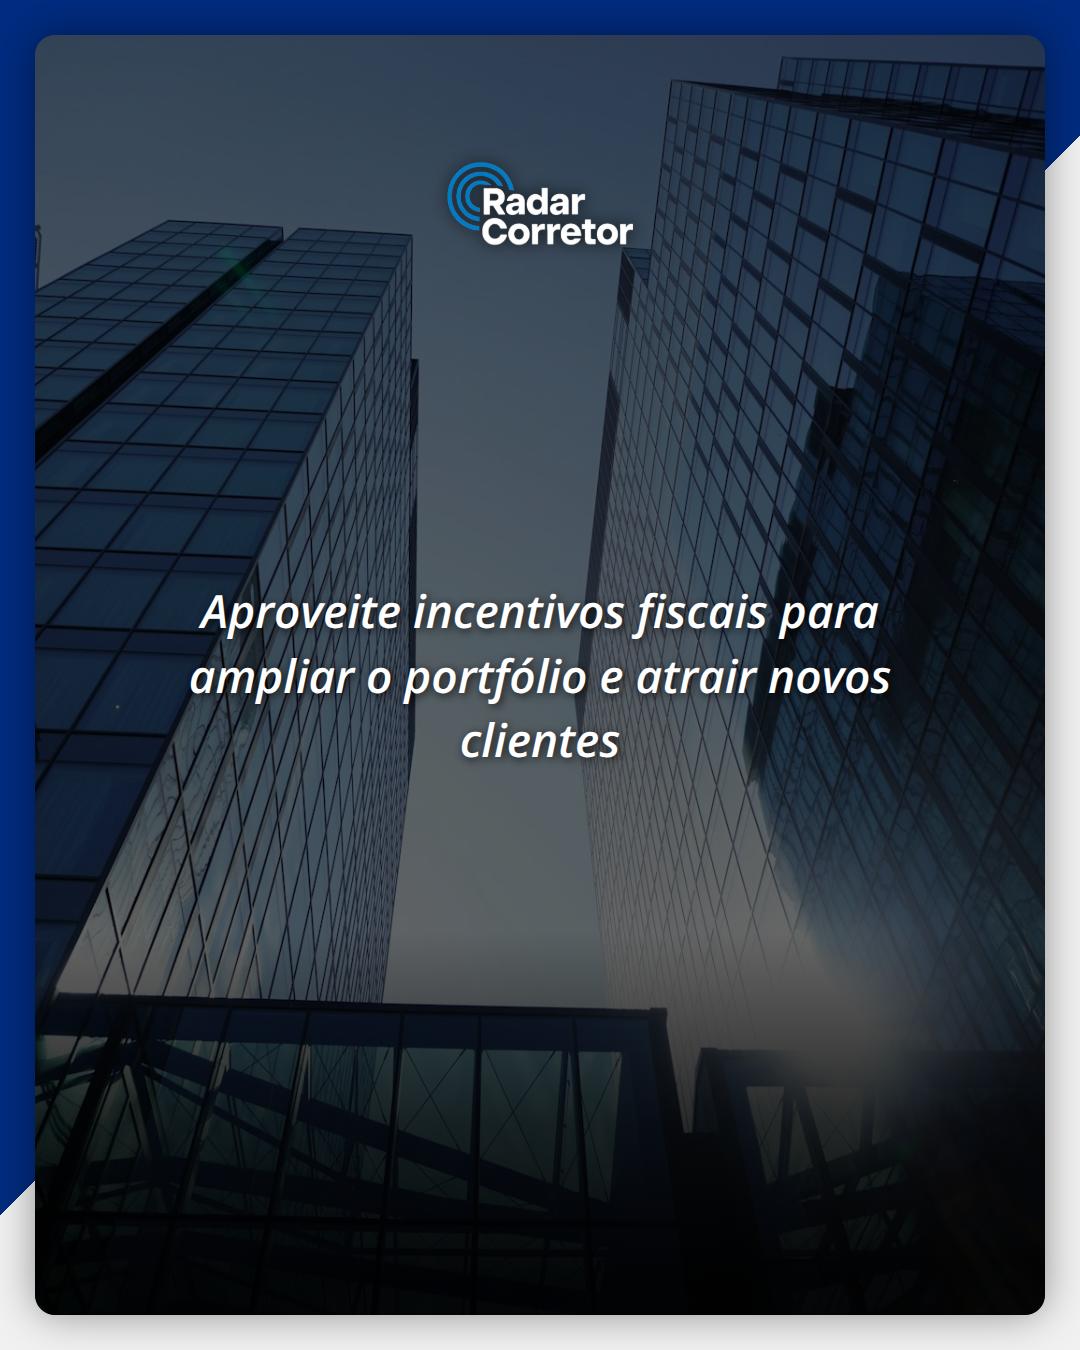 Radar
Corretor
Aproveite incentivos fiscais para
ampliar o portfólio e atrair novos
clientes